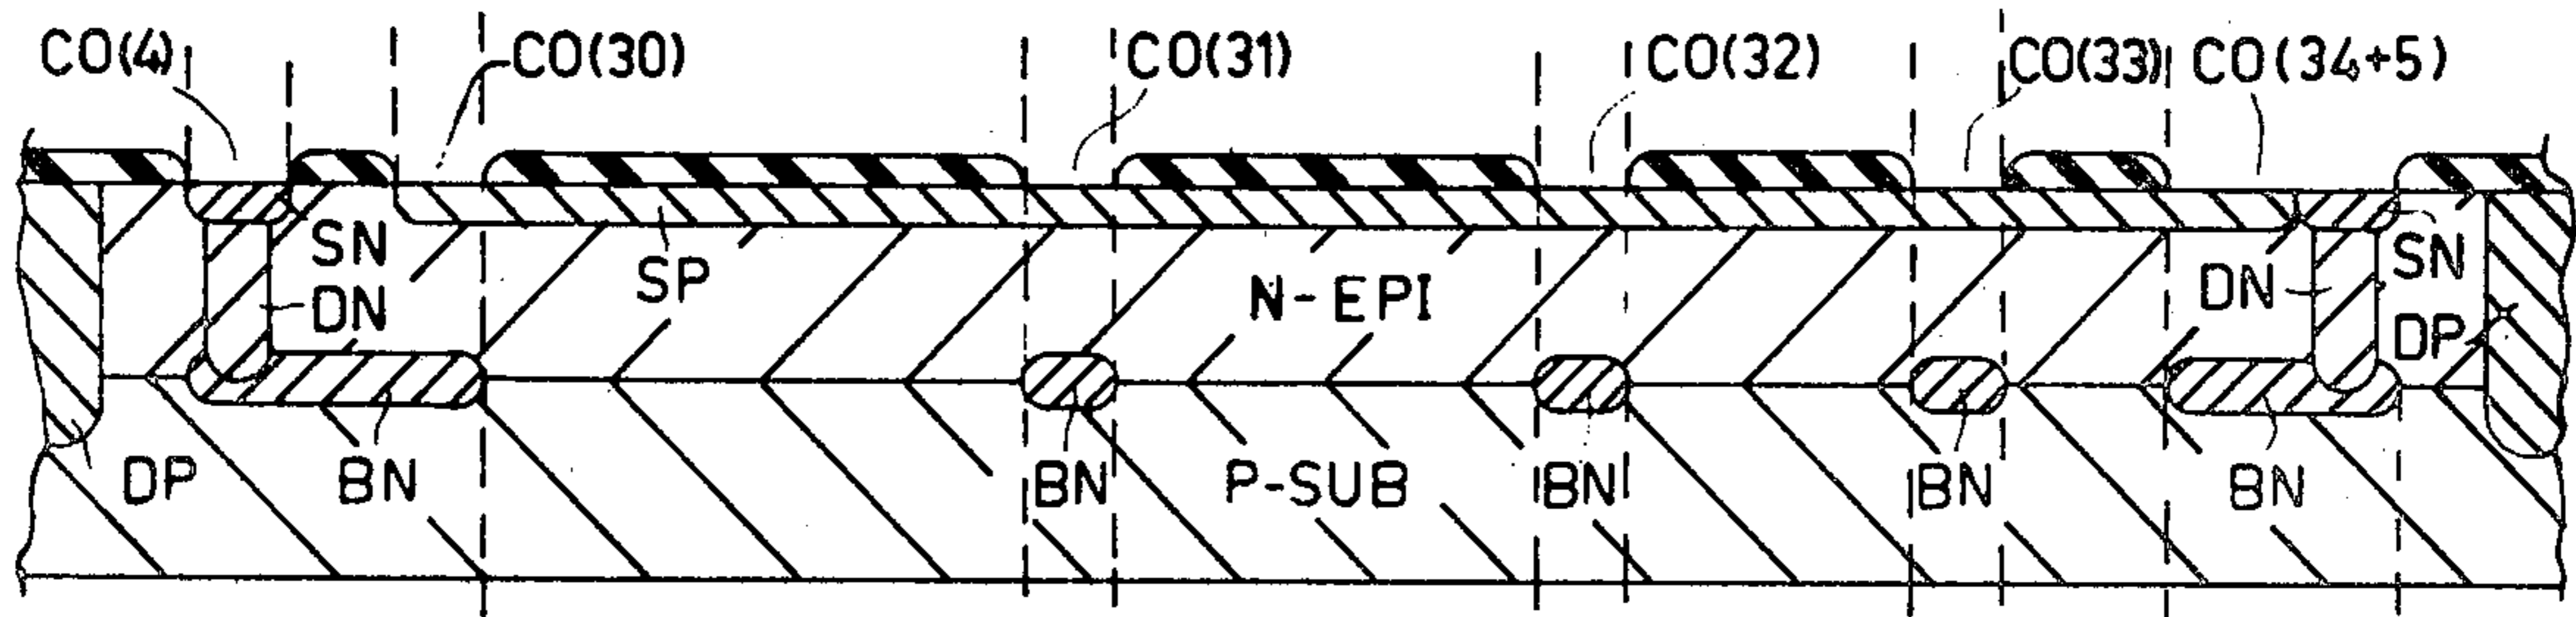 CO(4) CO(30) CO(31) CO(32) CO(33) CO(34+5)
SN SP N-EPI DN SN
DN DP
DP BN BN P-SUB BN BN BN